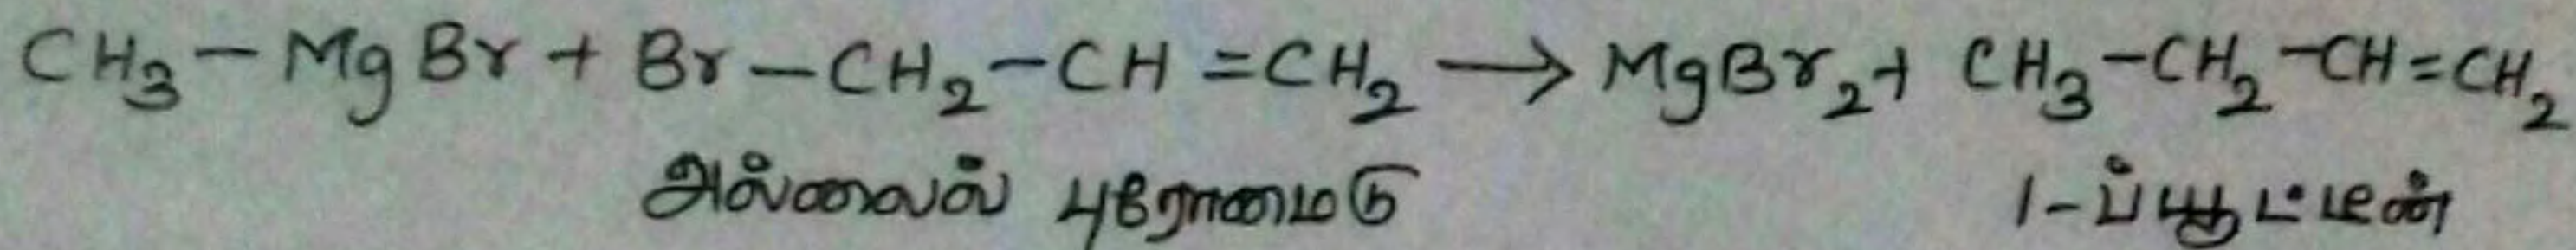 CH₃-MgBr + Br-CH₂-CH=CH₂ → MgBr₂ + CH₃-CH₂-CH=CH₂
அல்லைல் புரோமைடு 1-ப்யூட்டீன்